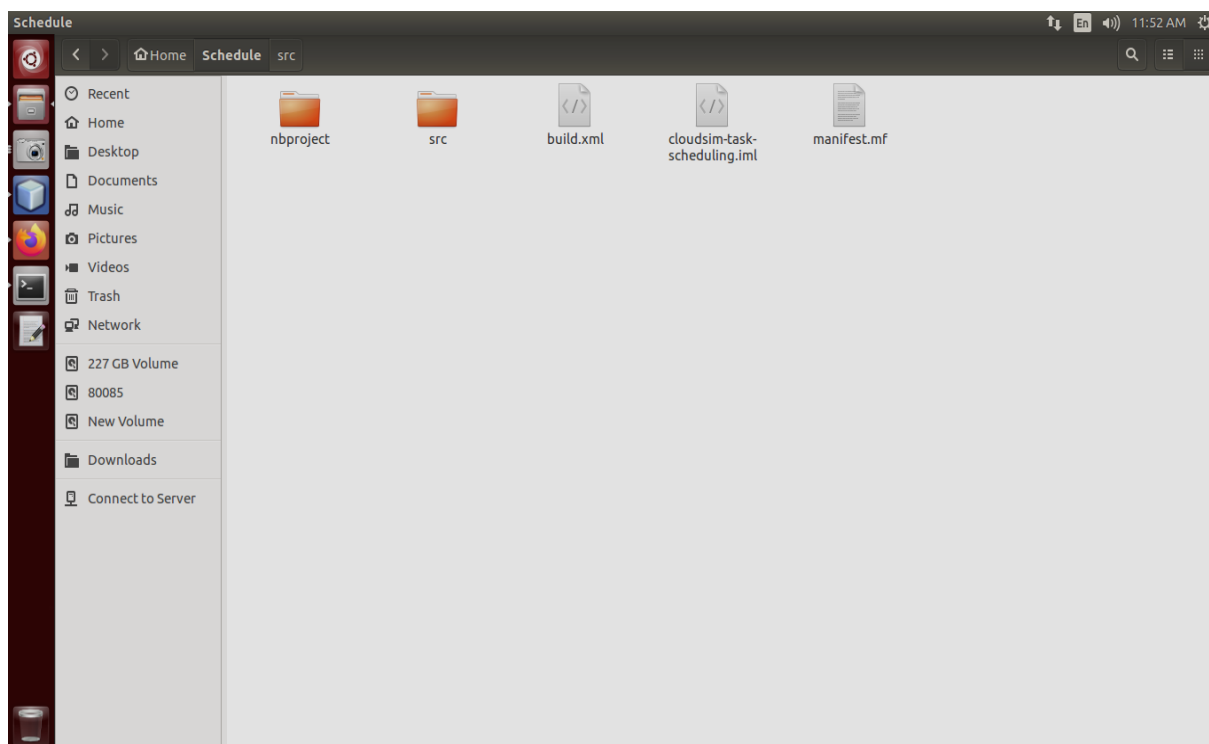 Schedule
En
11:52 AM
Home Schedule src
Recent
Home
Desktop
Documents
Music
Pictures
Videos
Trash
Network
227 GB Volume
80085
New Volume
Downloads
Connect to Server
nbproject
src
build.xml
cloudsim-task-
scheduling.iml
manifest.mf